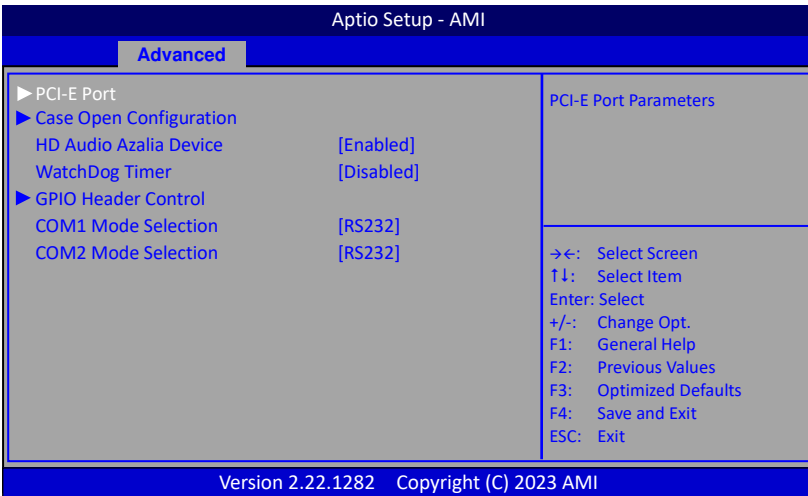 Aptio Setup - AMI
Advanced
►PCI-E Port
►Case Open Configuration
HD Audio Azalia Device [Enabled]
WatchDog Timer [Disabled]
►GPIO Header Control
COM1 Mode Selection [RS232]
COM2 Mode Selection [RS232]
PCI-E Port Parameters
→←: Select Screen
↑↓: Select Item
Enter: Select
+/-: Change Opt.
F1: General Help
F2: Previous Values
F3: Optimized Defaults
F4: Save and Exit
ESC: Exit
Version 2.22.1282 Copyright (C) 2023 AMI